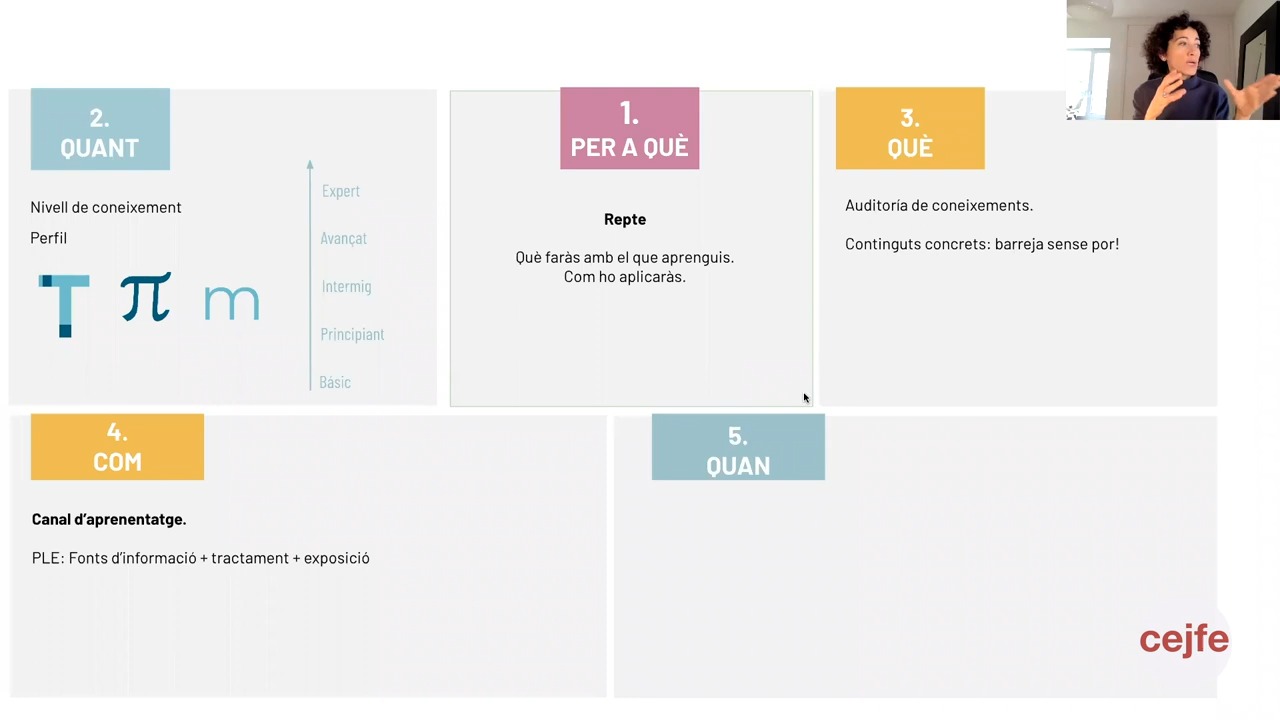 2.
QUANT
Nivell de coneixement
Perfil
T π m
Expert
Avançat
Intermig
Principiant
Bàsic
1.
PER A QUÈ
Repte
Què faràs amb el que aprenguis.
Com ho aplicaràs.
3.
QUÈ
Auditoría de coneixements.
Continguts concrets: barreja sense por!
4.
COM
Canal d’aprenentatge.
PLE: Fonts d’informació + tractament + exposició
5.
QUAN
cejfe